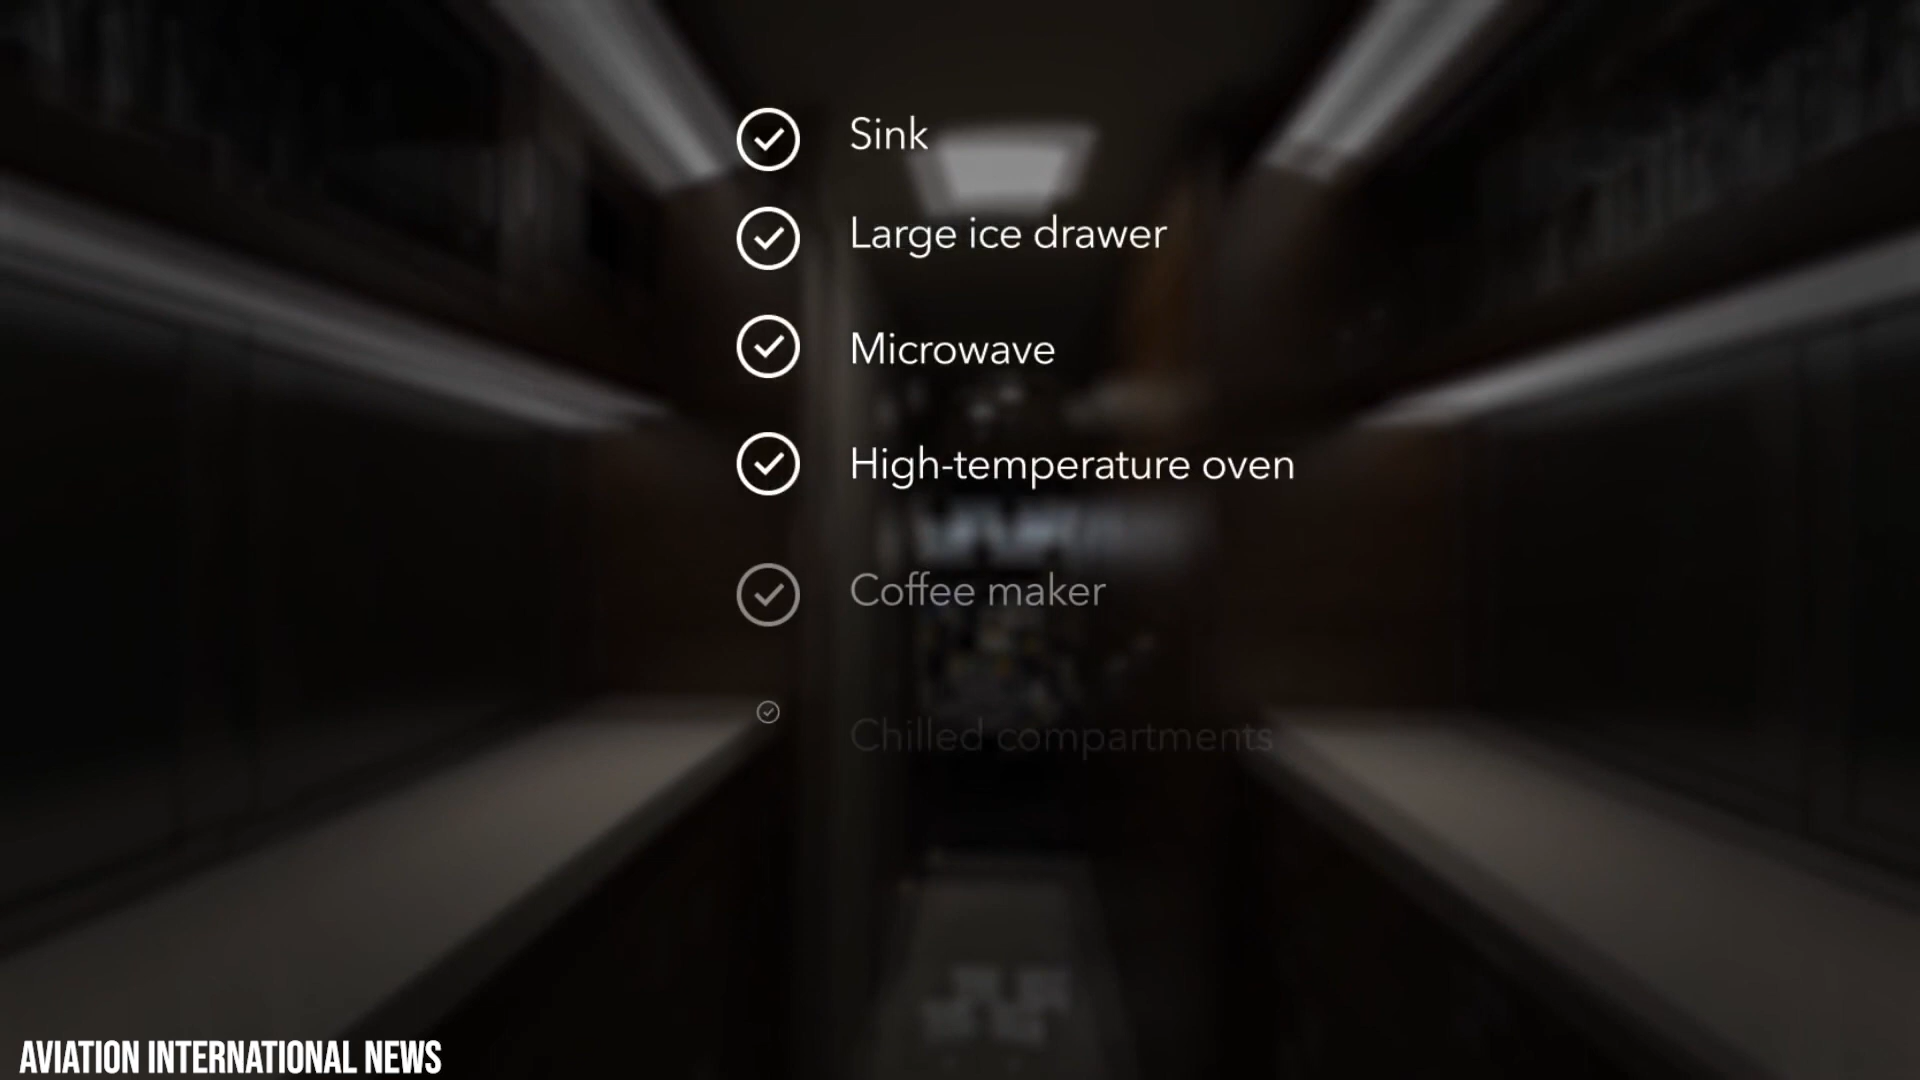 Sink
Large ice drawer
Microwave
High-temperature oven
Coffee maker
Chilled compartments
AVIATION INTERNATIONAL NEWS